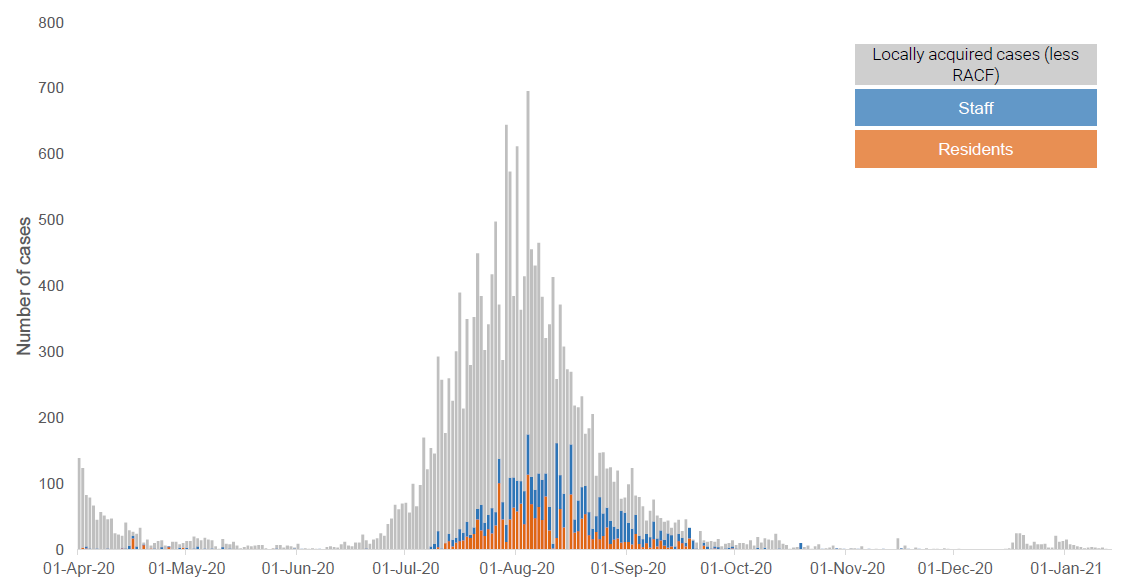 800
Locally acquired cases (less
RACF)
700
Staff
600
Residents
500
Number of cases
400
300
200
100
0
01-Apr-20 01-May-20 01-Jun-20 01-Jul-20 01-Aug-20 01-Sep-20 01-Oct-20 01-Nov-20 01-Dec-20 01-Jan-21